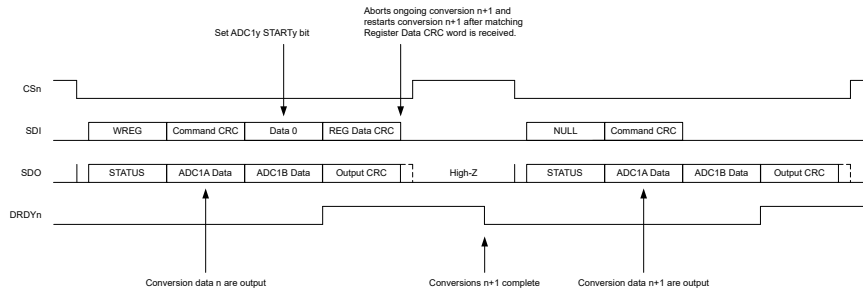 Aborts ongoing conversion n+1 and
restarts conversion n+1 after matching
Register Data CRC word is received.
Set ADC1y STARTy bit
CSn
SDI WREG Command CRC Data 0 REG Data CRC NULL Command CRC
SDO STATUS ADC1A Data ADC1B Data Output CRC High-Z STATUS ADC1A Data ADC1B Data Output CRC
DRDYn
Conversion data n are output Conversions n+1 complete Conversion data n+1 are output